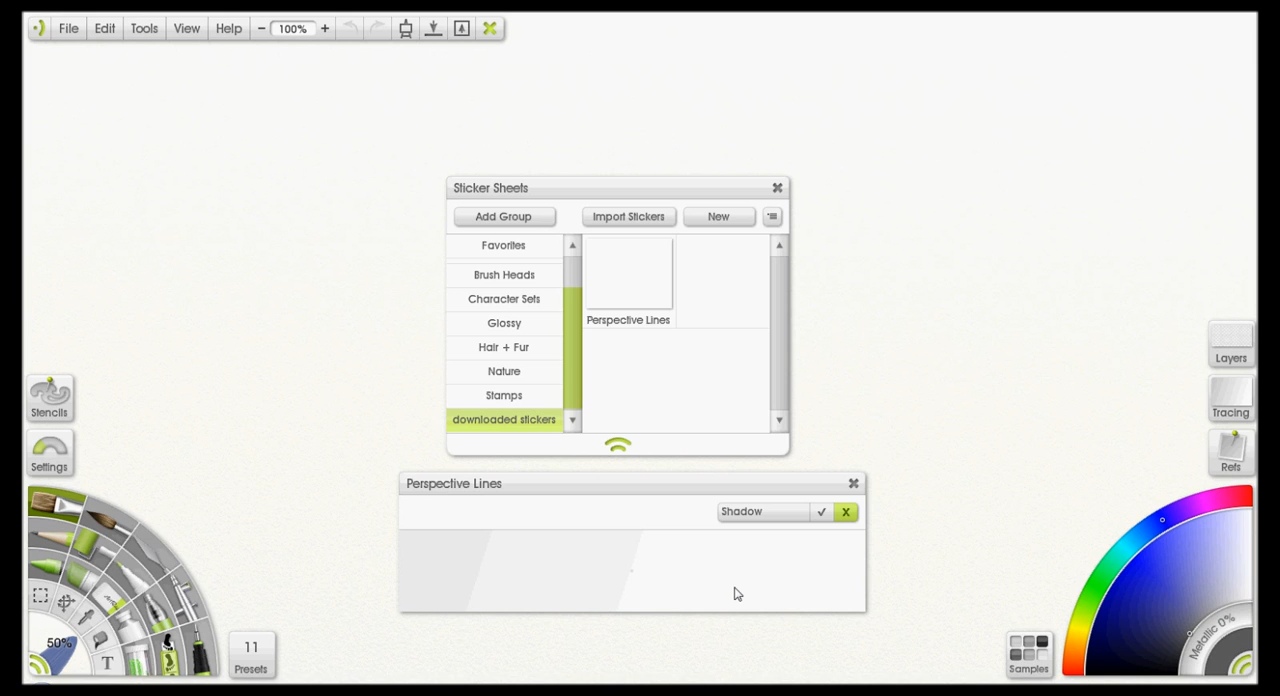 File Edit Tools View Help − 100% +
Sticker Sheets
Add Group Import Stickers New
Favorites
Brush Heads
Character Sets
Glossy
Hair + Fur
Nature
Stamps
downloaded stickers
Perspective Lines
Perspective Lines
Shadow
Stencils
Settings
50%
T
11
Presets
Layers
Tracing
Refs
Samples
Metallic 0%